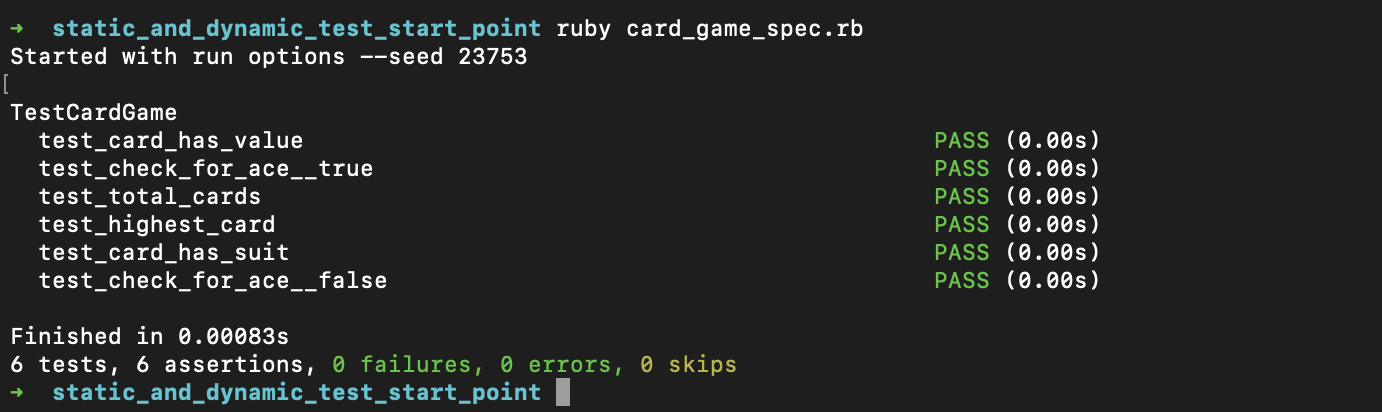 → static_and_dynamic_test_start_point ruby card_game_spec.rb
Started with run options --seed 23753
[
TestCardGame
test_card_has_value PASS (0.00s)
test_check_for_ace__true PASS (0.00s)
test_total_cards PASS (0.00s)
test_highest_card PASS (0.00s)
test_card_has_suit PASS (0.00s)
test_check_for_ace__false PASS (0.00s)
Finished in 0.00083s
6 tests, 6 assertions, 0 failures, 0 errors, 0 skips
→ static_and_dynamic_test_start_point